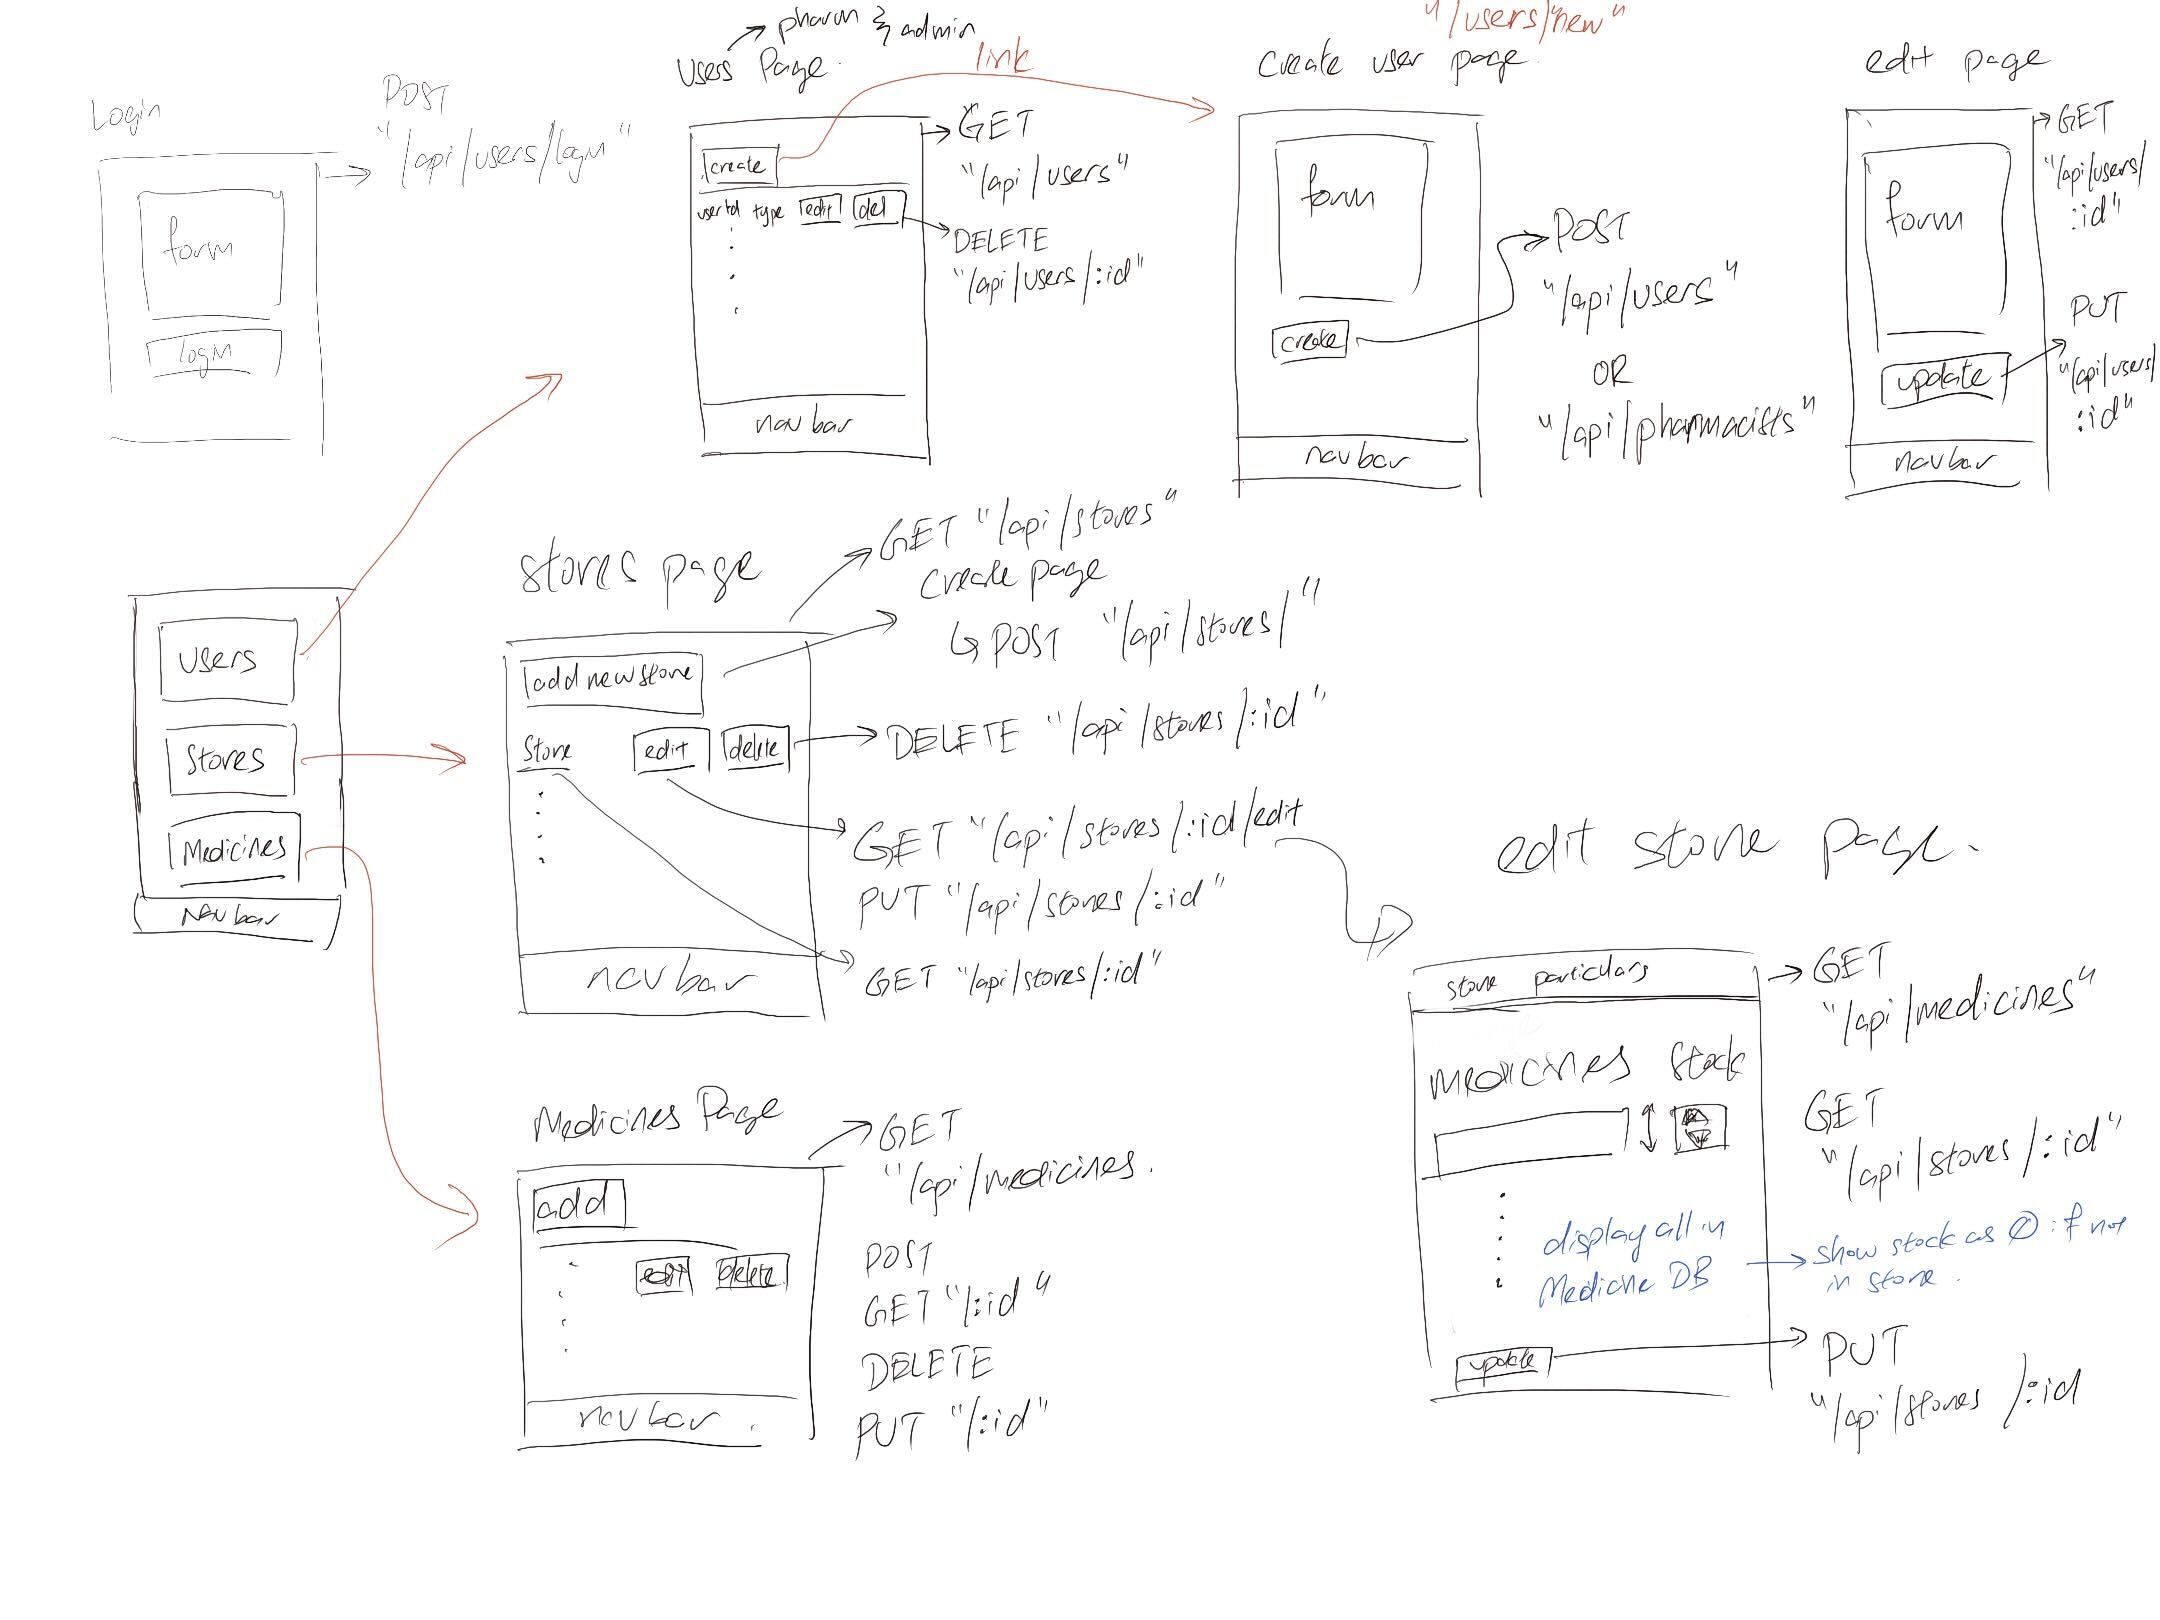 Login
POST
"/api/users/login"
form
login
pharm & admin
Users Page
link
create
userId type edit del
nav bar
GET
"/api/users"
DELETE
"/api/users/:id"
"/users/new"
create user page
form
create
nav bar
POST
"/api/users"
OR
"/api/pharmacists"
edit page
form
update
nav bar
GET
"/api/users/
:id"
PUT
"/api/users/
:id"
Users
Stores
Medicines
Nav bar
stores page
add new store
Store edit delete
nav bar
GET "/api/stores"
create page
POST "/api/stores/"
DELETE "/api/stores/:id"
GET "/api/stores/:id/edit
PUT "/api/stores/:id"
GET "/api/stores/:id"
Medicines Page
add
edit delete
nav bar.
GET
"/api/medicines.
POST
GET "/:id"
DELETE
PUT "/:id"
edit store page.
store particulars
medicines stock
display all in
Medicine DB
update
GET
"/api/medicines"
GET
"/api/stores/:id"
show stock as 0 if not
in store.
PUT
"/api/stores/:id